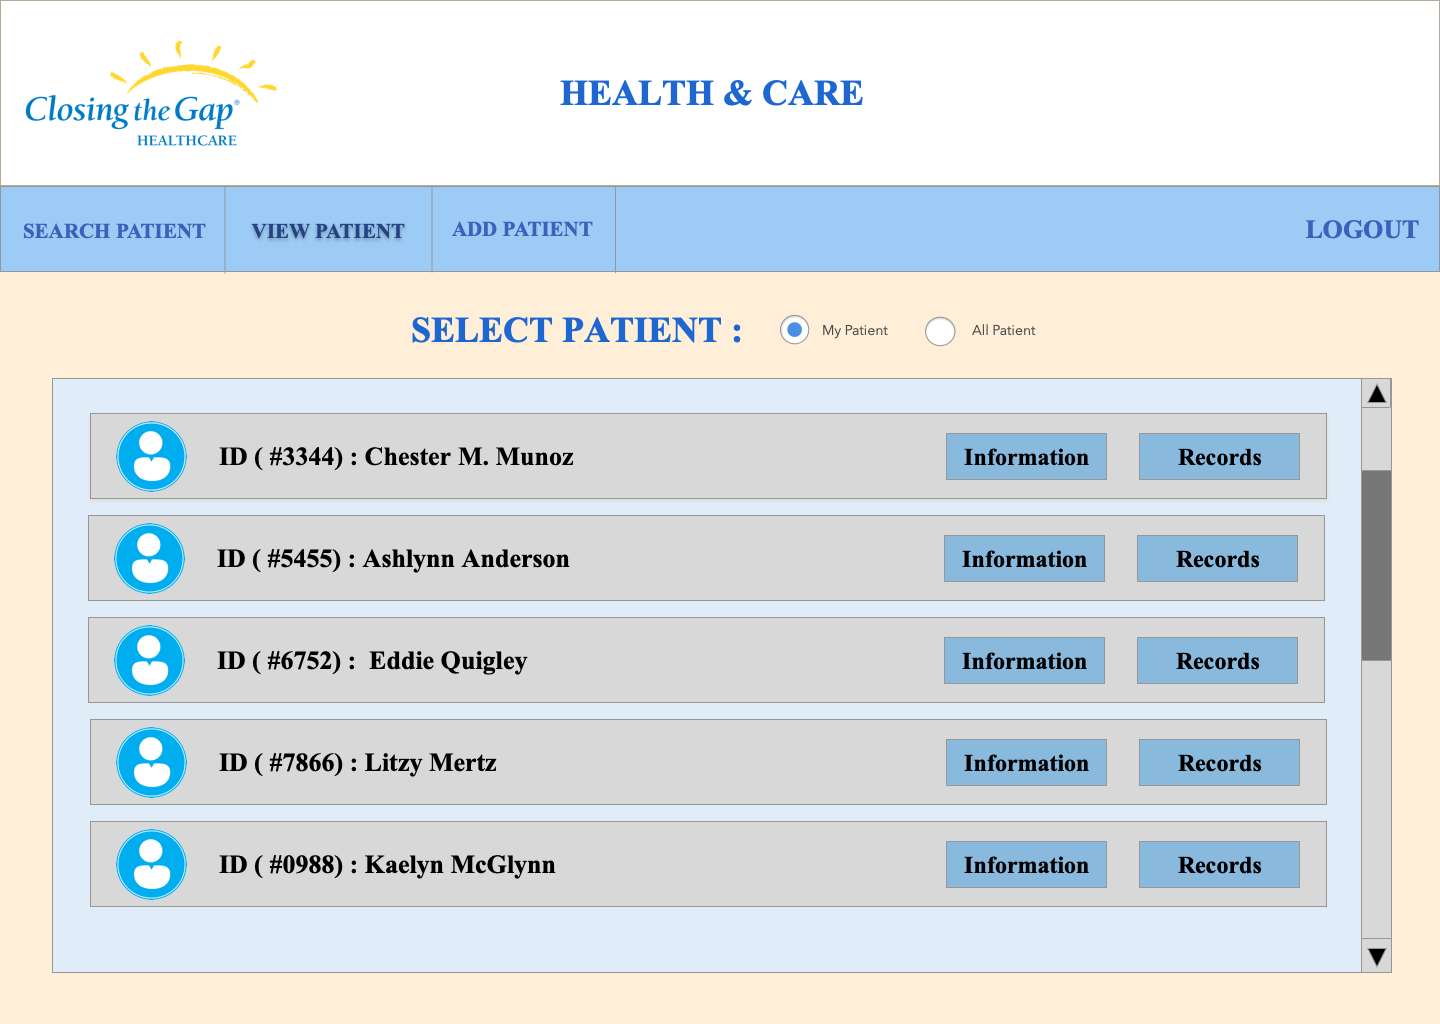 Closing the Gap®
HEALTHCARE
HEALTH & CARE
SEARCH PATIENT
VIEW PATIENT
ADD PATIENT
LOGOUT
SELECT PATIENT :
My Patient
All Patient
ID ( #3344) : Chester M. Munoz
Information
Records
ID ( #5455) : Ashlynn Anderson
Information
Records
ID ( #6752) :  Eddie Quigley
Information
Records
ID ( #7866) : Litzy Mertz
Information
Records
ID ( #0988) : Kaelyn McGlynn
Information
Records